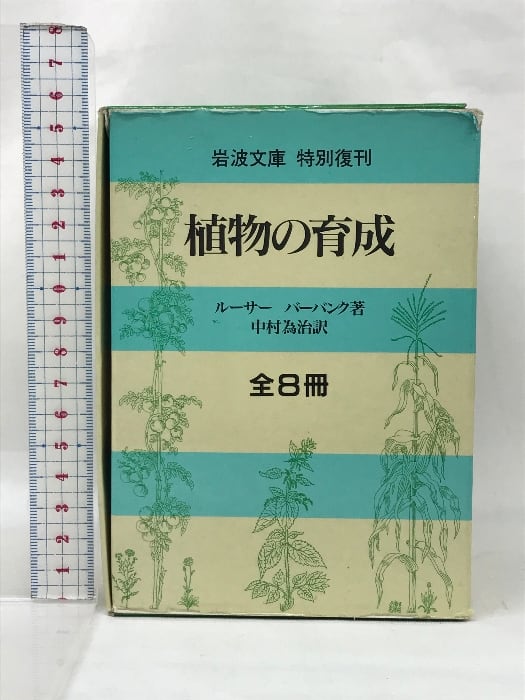 岩波文庫 特別復刊
植物の育成
ルーサー バーバンク著
中村為治訳
全8冊